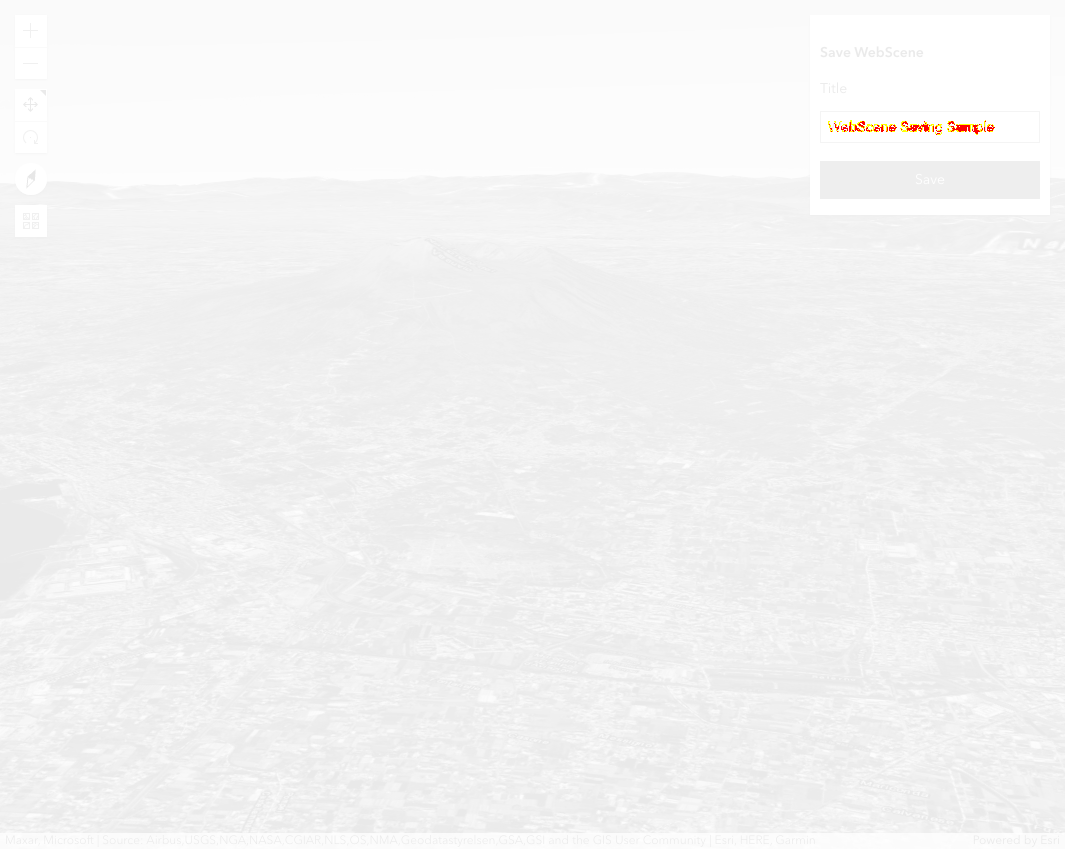 Save WebScene
Title
WebScene Saving Sample
Save
Maxar, Microsoft | Source: Airbus,USGS,NGA,NASA,CGIAR,NLS,OS,NMA,Geodatastyrelsen,GSA,GSI and the GIS User Community | Esri, HERE, Garmin
Powered by Esri